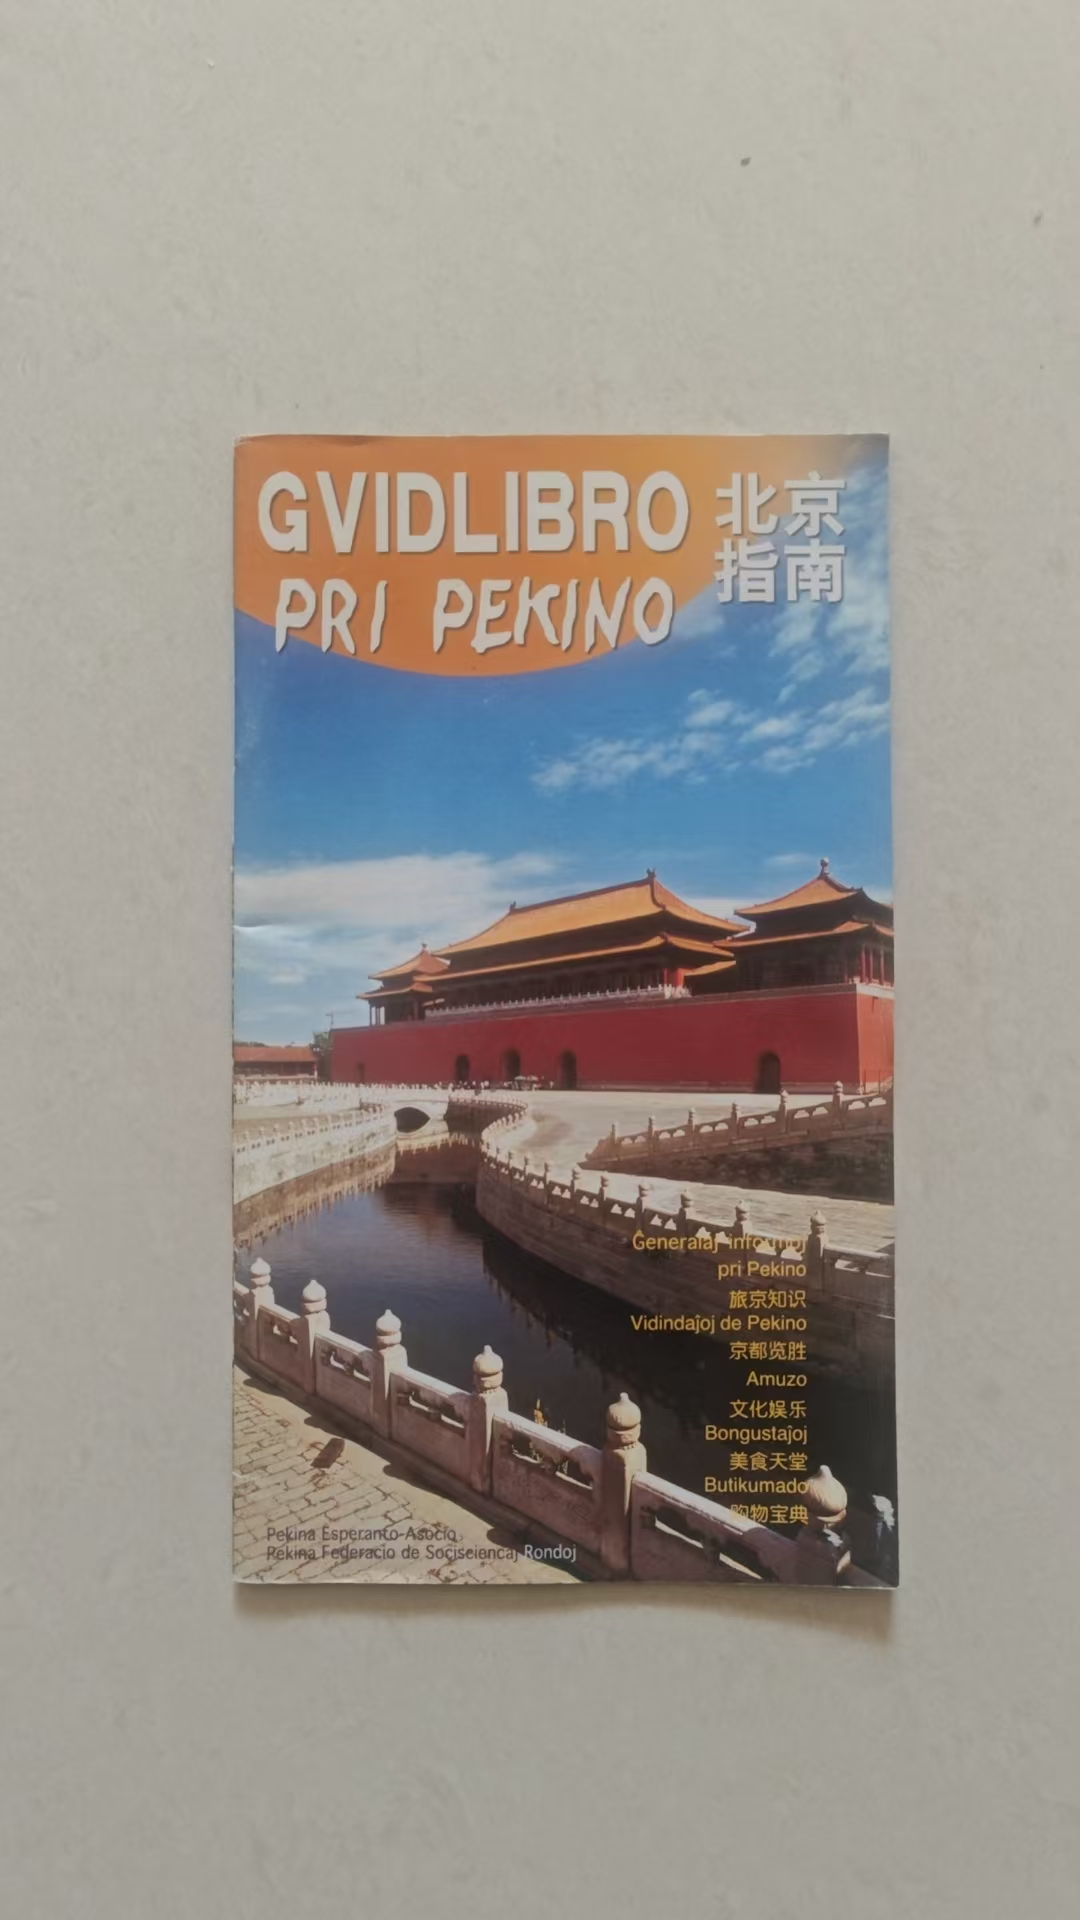 GVIDLIBRO
PRI PEKINO
北京
指南
Ĝeneralaj informoj
pri Pekino
旅京知识
Vidindaĵoj de Pekino
京都览胜
Amuzo
文化娱乐
Bongustaĵoj
美食天堂
Butikumado
购物宝典
Pekina Esperanto-Asocio
Pekina Federacio de Socisciencaj Rondoj